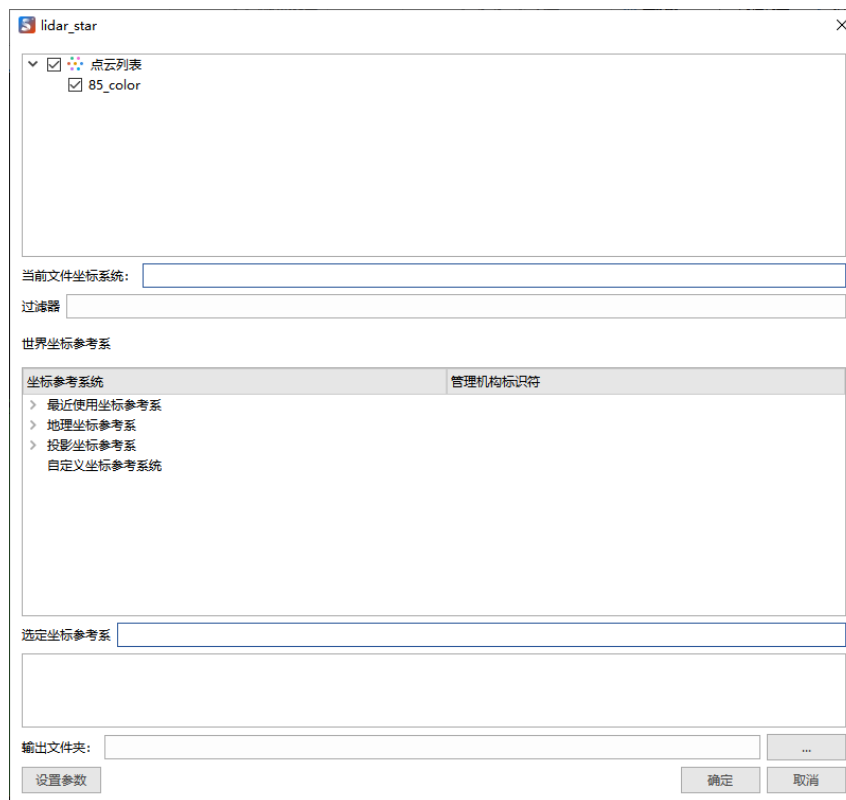 lidar_star
点云列表
85_color
当前文件坐标系统:
过滤器
世界坐标参考系
坐标参考系统 管理机构标识符
最近使用坐标参考系
地理坐标参考系
投影坐标参考系
自定义坐标参考系统
选定坐标参考系
输出文件夹: ...
设置参数 确定 取消